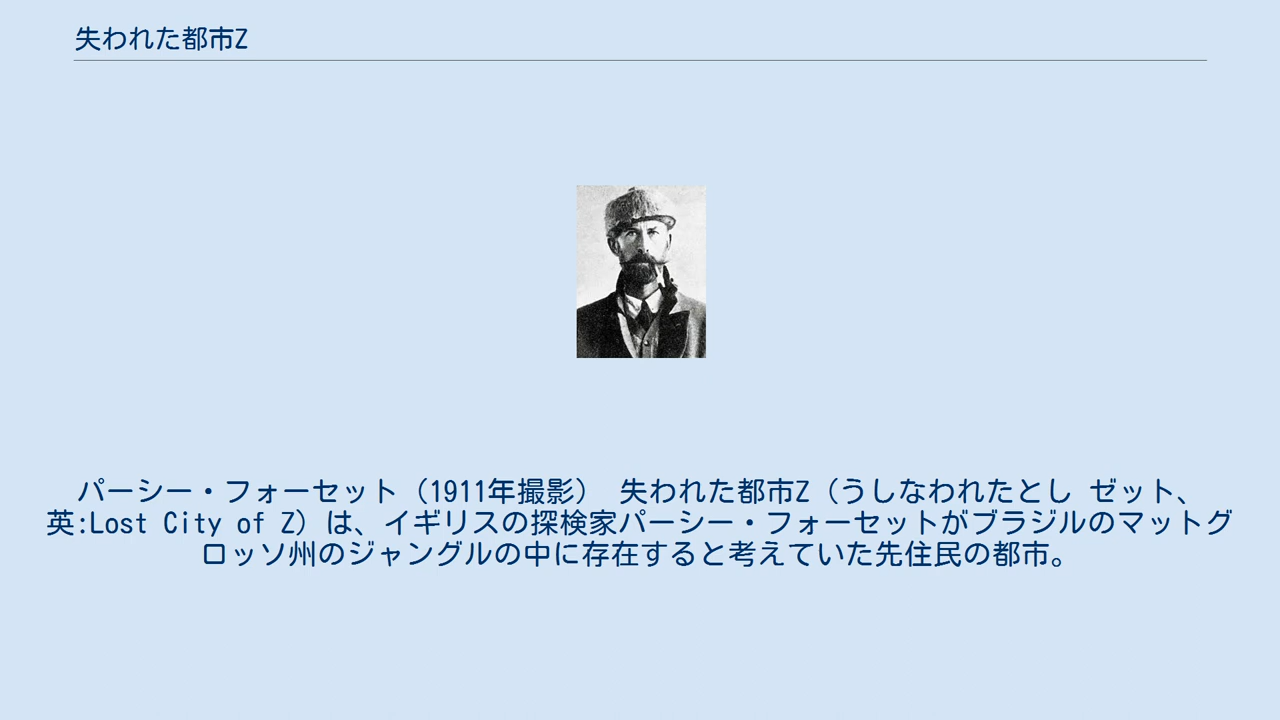 失われた都市Z
パーシー・フォーセット（1911年撮影） 失われた都市Z（うしなわれたとし ゼット、
英:Lost City of Z）は、イギリスの探検家パーシー・フォーセットがブラジルのマットグ
ロッソ州のジャングルの中に存在すると考えていた先住民の都市。